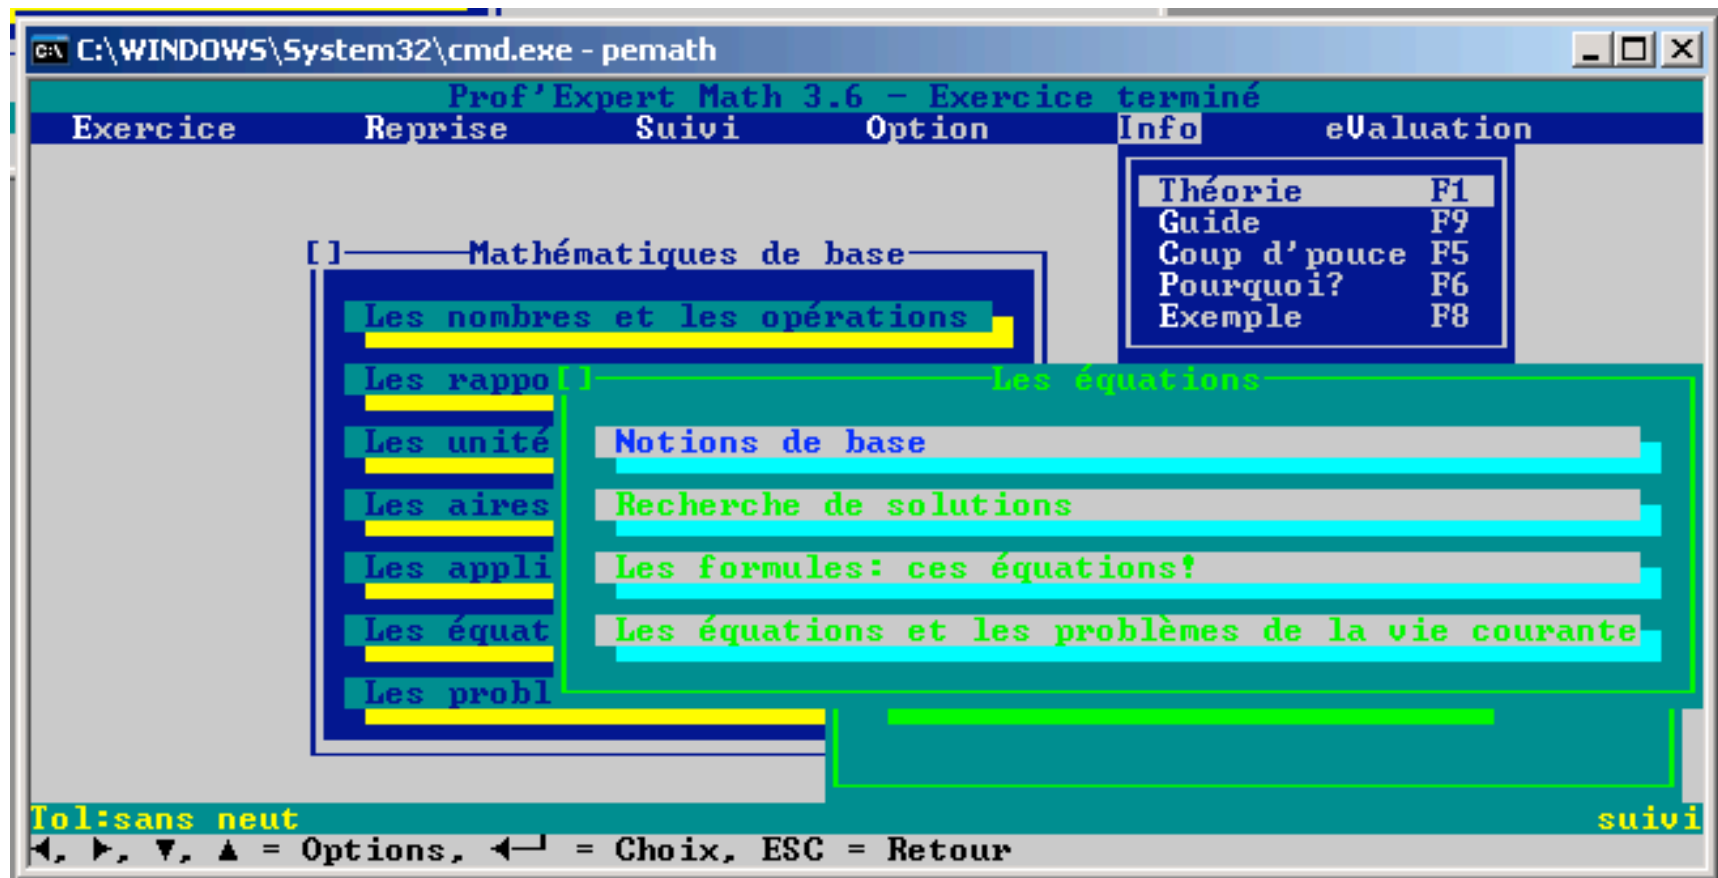 C:\WINDOWS\System32\cmd.exe - pemath
Prof'Expert Math 3.6 - Exercice terminé
Exercice Reprise Suivi Option Info eValuation
Théorie F1
Guide F9
Coup d'pouce F5
Pourquoi? F6
Exemple F8
[ ] Mathématiques de base
Les nombres et les opérations
Les rappo
Les unité
Les aires
Les appli
Les équat
Les probl
[ ] Les équations
Notions de base
Recherche de solutions
Les formules: ces équations!
Les équations et les problèmes de la vie courante
Tol:sans neut suivi
◄, ►, ▼, ▲ = Options, ◄─┘ = Choix, ESC = Retour